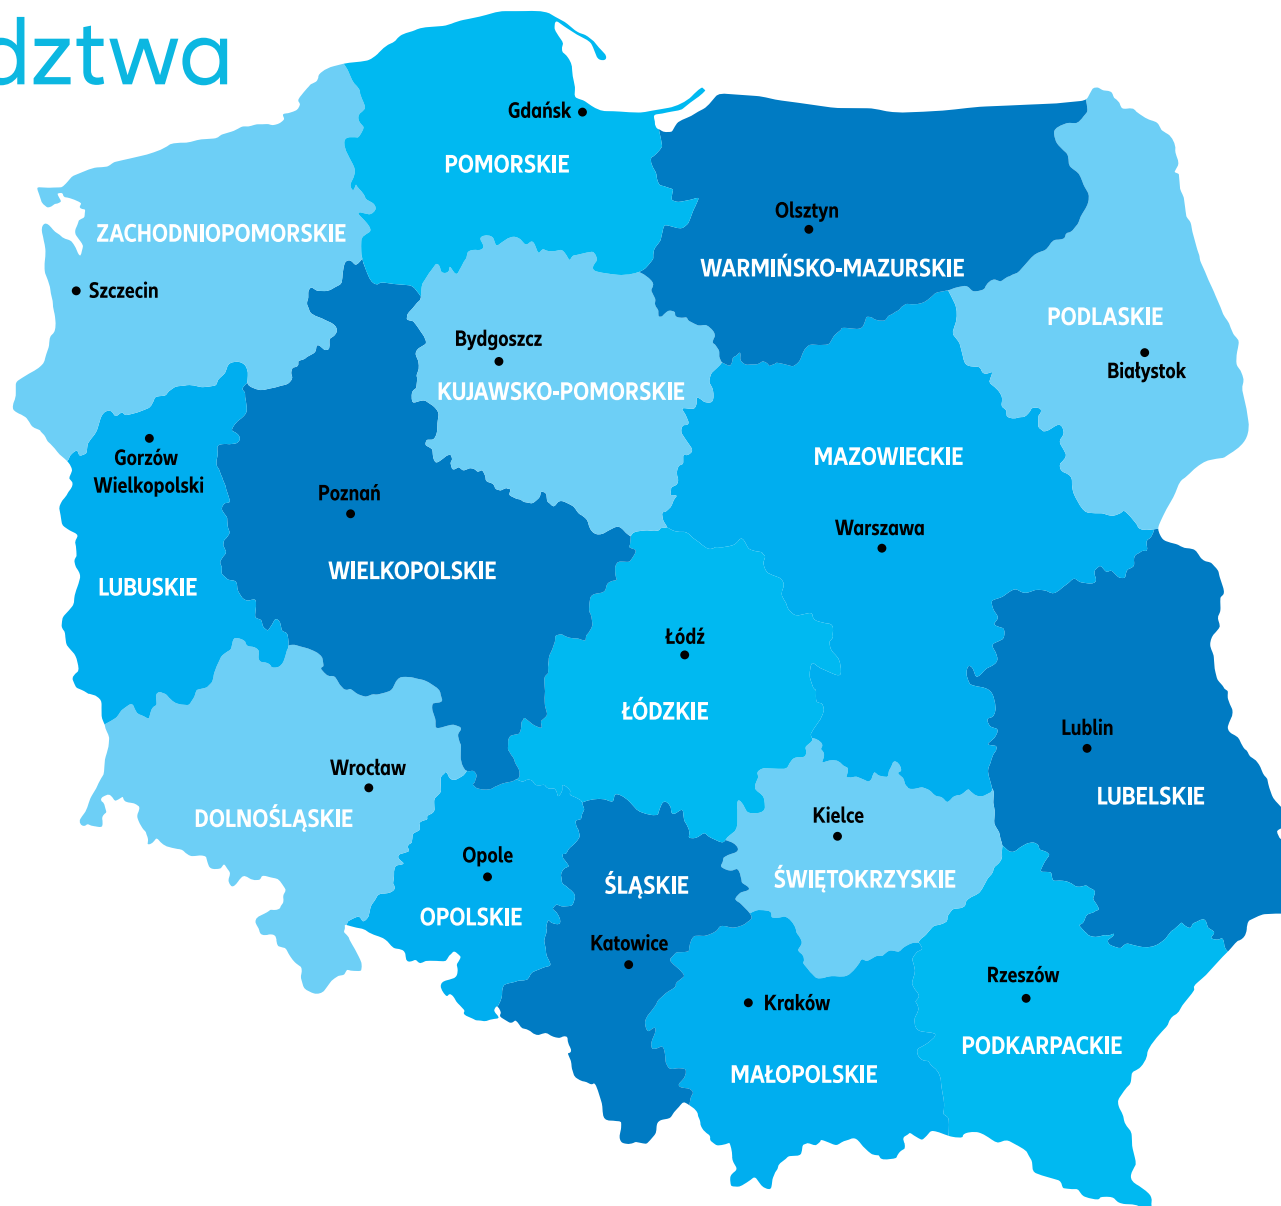 dztwa
Gdańsk
POMORSKIE
Olsztyn
ZACHODNIOPOMORSKIE
WARMIŃSKO-MAZURSKIE
Szczecin
PODLASKIE
Bydgoszcz
Białystok
KUJAWSKO-POMORSKIE
Gorzów
Wielkopolski
MAZOWIECKIE
Poznań
Warszawa
WIELKOPOLSKIE
LUBUSKIE
Łódź
ŁÓDZKIE
Lublin
Wrocław
LUBELSKIE
DOLNOŚLĄSKIE
Kielce
Opole
ŚWIĘTOKRZYSKIE
ŚLĄSKIE
OPOLSKIE
Katowice
Rzeszów
Kraków
PODKARPACKIE
MAŁOPOLSKIE